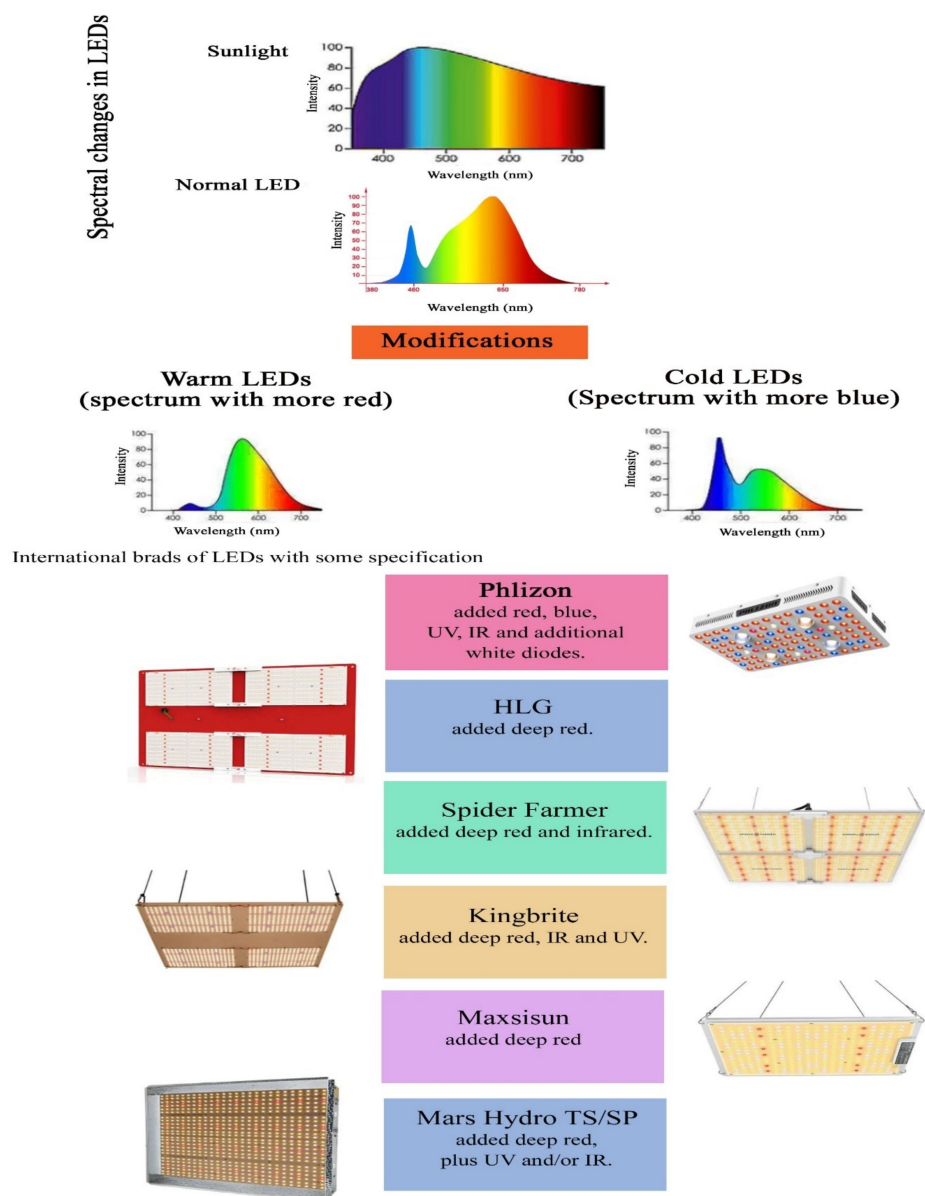 Spectral changes in LEDs
Sunlight
Intensity
100
80
60
40
20
0
400 500 600 700
Wavelength (nm)
Normal LED
Intensity
100
90
80
70
60
50
40
30
20
10
380 460 650 780
Wavelength (nm)
Modifications
Warm LEDs
(spectrum with more red)
Intensity
100
80
60
40
20
0
400 500 600 700
Wavelength (nm)
Cold LEDs
(Spectrum with more blue)
Intensity
100
80
60
40
20
0
400 500 600 700
Wavelength (nm)
International brads of LEDs with some specification
Phlizon
added red, blue,
UV, IR and additional
white diodes.
HLG
added deep red.
Spider Farmer
added deep red and infrared.
Kingbrite
added deep red, IR and UV.
Maxsisun
added deep red
Mars Hydro TS/SP
added deep red,
plus UV and/or IR.